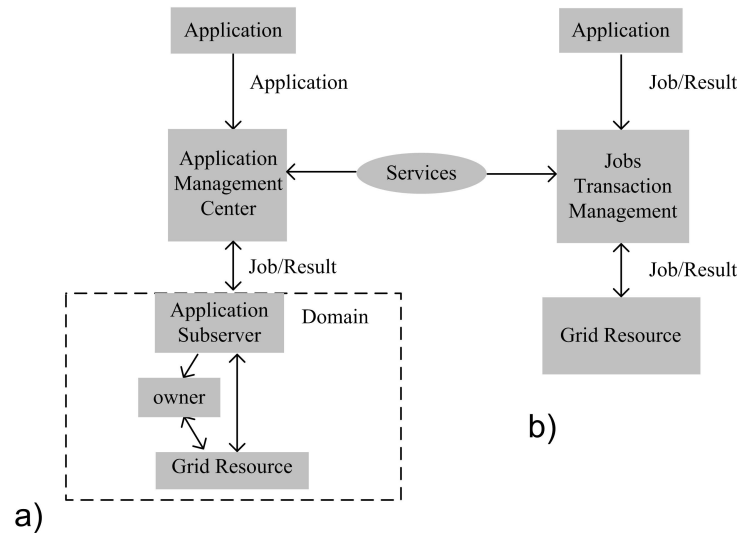 Application
Application
Application
Management
Center
Job/Result
Application
Subserver
Domain
owner
Grid Resource
a)
Services
Application
Job/Result
Jobs
Transaction
Management
Job/Result
Grid Resource
b)